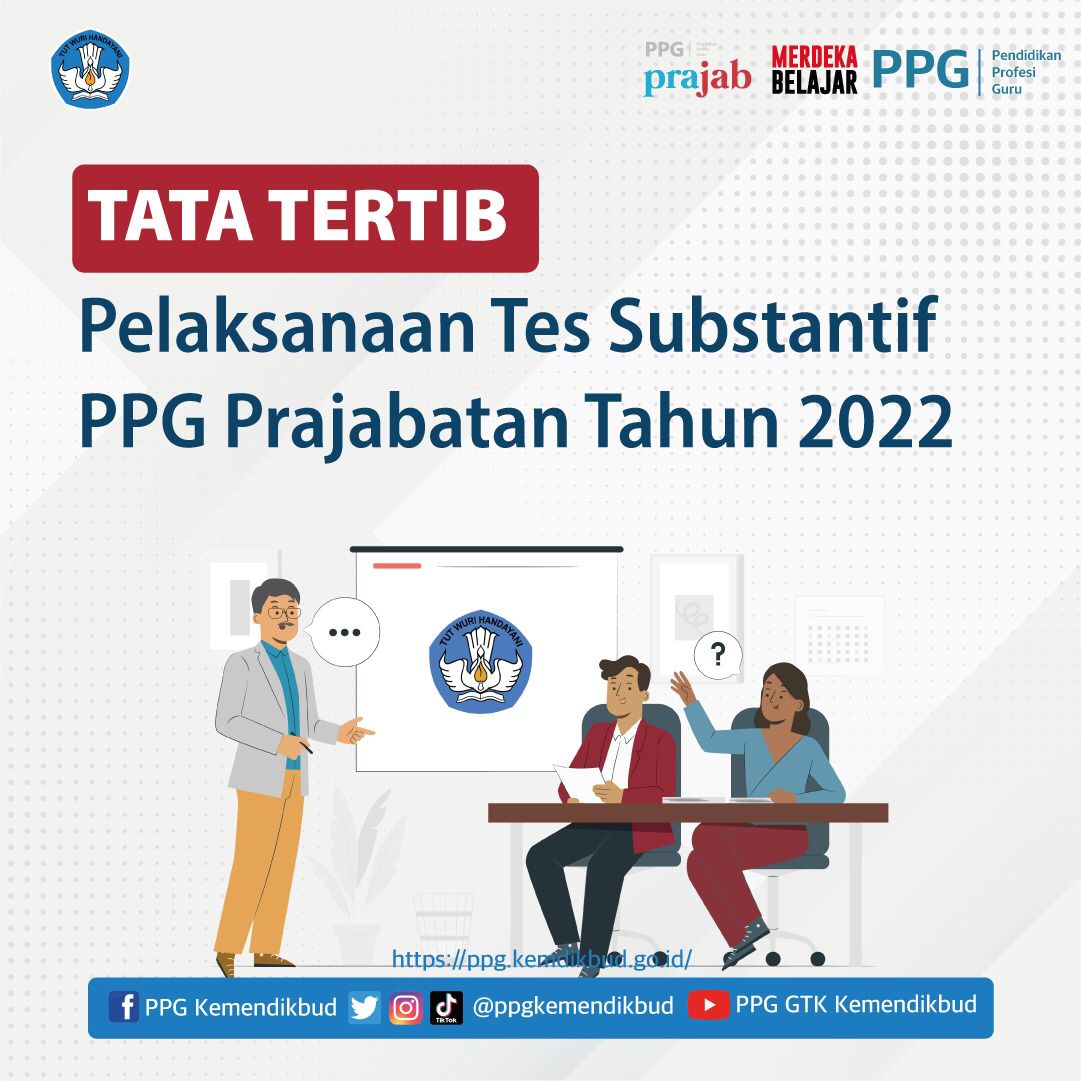 TUT WURI HANDAYANI
PPG
prajab
MERDEKA
BELAJAR
PPG
Pendidikan
Profesi
Guru
TATA TERTIB
Pelaksanaan Tes Substantif
PPG Prajabatan Tahun 2022
TUT WURI HANDAYANI
?
https://ppg.kemdikbud.go.id/
PPG Kemendikbud
TikTok
@ppgkemendikbud
PPG GTK Kemendikbud